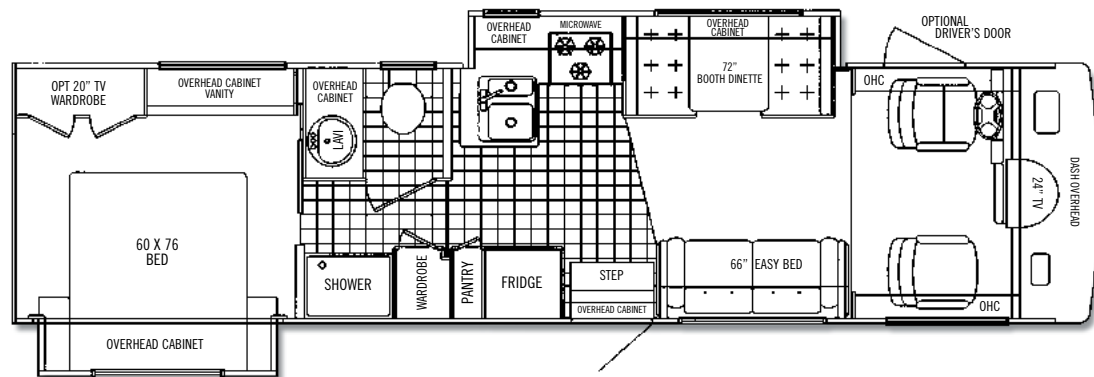 OVERHEAD
CABINET
MICROWAVE
OVERHEAD
CABINET
OPTIONAL
DRIVER'S DOOR
72"
BOOTH DINETTE
OPT 20" TV
WARDROBE
OVERHEAD CABINET
VANITY
OVERHEAD
CABINET
OHC
LAVI
DASH OVERHEAD
24" TV
60 X 76
BED
SHOWER
WARDROBE
PANTRY
FRIDGE
STEP
OVERHEAD CABINET
66" EASY BED
OHC
OVERHEAD CABINET